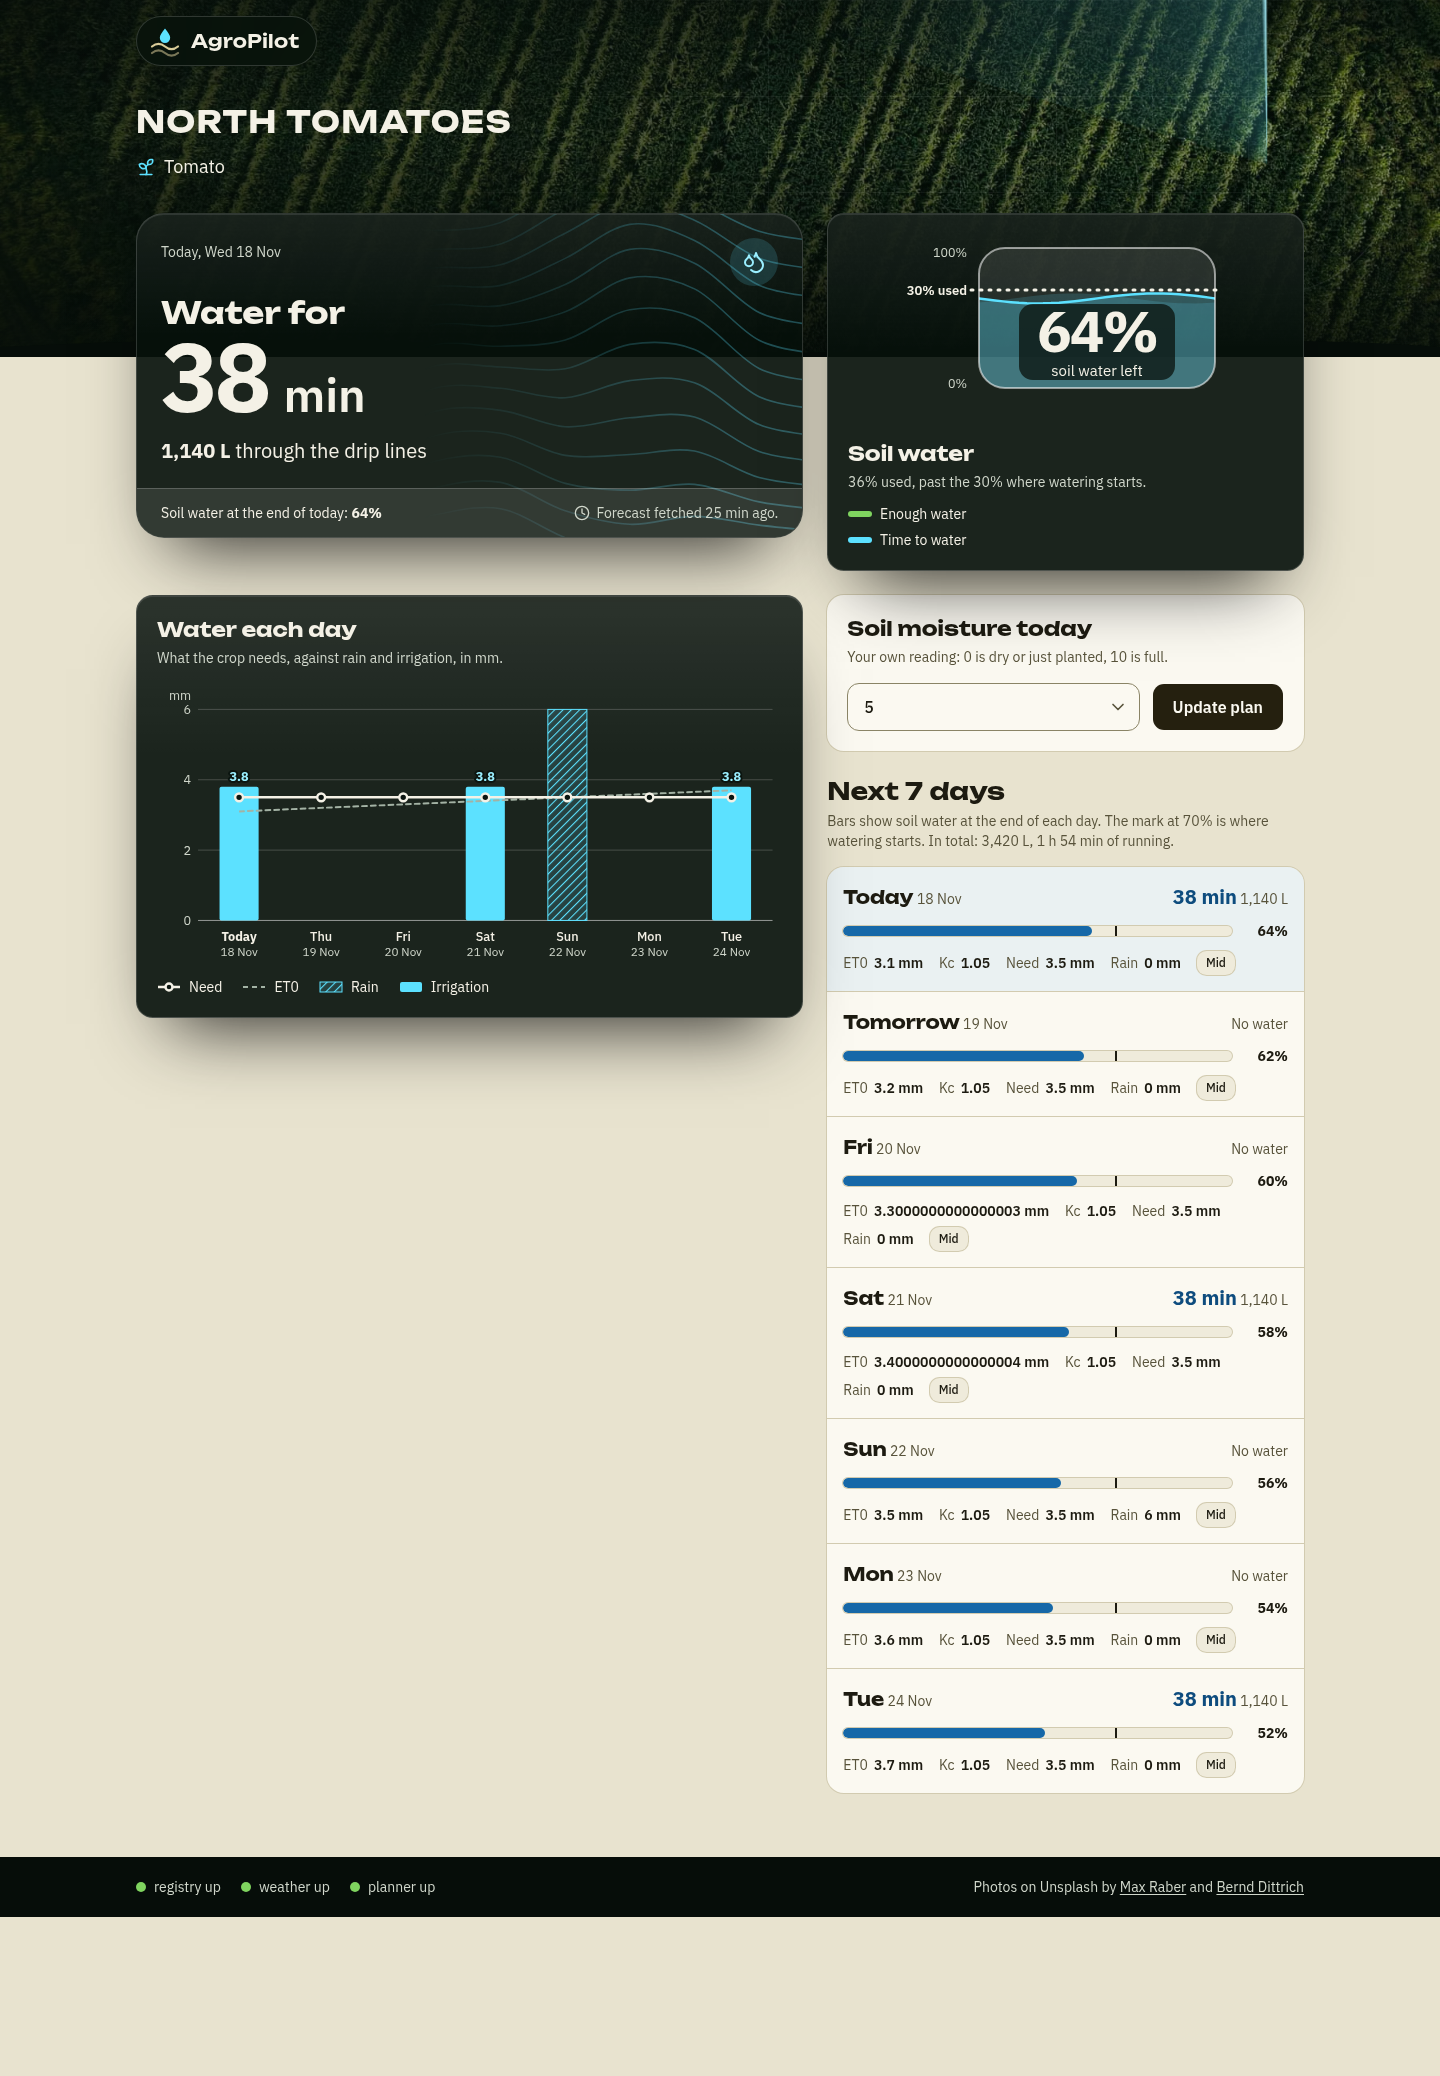 AgroPilot
NORTH TOMATOES
Tomato
Today, Wed 18 Nov
Water for
38 min
1,140 L through the drip lines
Soil water at the end of today: 64%
Forecast fetched 25 min ago.
100%
30% used
64%
soil water left
0%
Soil water
36% used, past the 30% where watering starts.
Enough water
Time to water
Water each day
What the crop needs, against rain and irrigation, in mm.
mm
6
4
2
0
3.8
3.8
3.8
Today Thu Fri Sat Sun Mon Tue
18 Nov 19 Nov 20 Nov 21 Nov 22 Nov 23 Nov 24 Nov
Need ET0 Rain Irrigation
Soil moisture today
Your own reading: 0 is dry or just planted, 10 is full.
5
Update plan
Next 7 days
Bars show soil water at the end of each day. The mark at 70% is where
watering starts. In total: 3,420 L, 1 h 54 min of running.
Today 18 Nov 38 min 1,140 L
64%
ET0 3.1 mm Kc 1.05 Need 3.5 mm Rain 0 mm Mid
Tomorrow 19 Nov No water
62%
ET0 3.2 mm Kc 1.05 Need 3.5 mm Rain 0 mm Mid
Fri 20 Nov No water
60%
ET0 3.3000000000000003 mm Kc 1.05 Need 3.5 mm
Rain 0 mm Mid
Sat 21 Nov 38 min 1,140 L
58%
ET0 3.4000000000000004 mm Kc 1.05 Need 3.5 mm
Rain 0 mm Mid
Sun 22 Nov No water
56%
ET0 3.5 mm Kc 1.05 Need 3.5 mm Rain 6 mm Mid
Mon 23 Nov No water
54%
ET0 3.6 mm Kc 1.05 Need 3.5 mm Rain 0 mm Mid
Tue 24 Nov 38 min 1,140 L
52%
ET0 3.7 mm Kc 1.05 Need 3.5 mm Rain 0 mm Mid
registry up weather up planner up
Photos on Unsplash by Max Raber and Bernd Dittrich